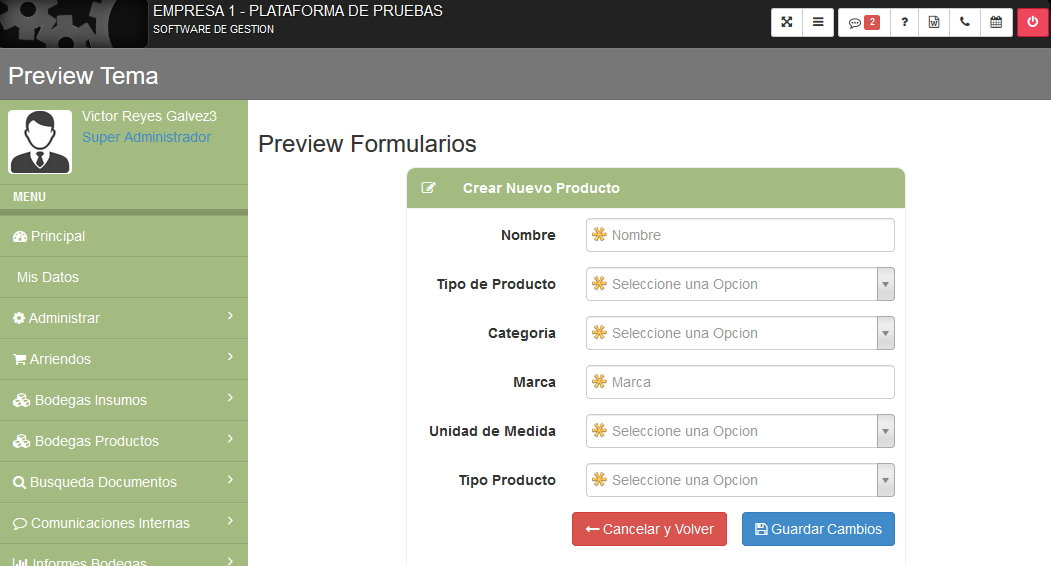 EMPRESA 1 - PLATAFORMA DE PRUEBAS
SOFTWARE DE GESTION
2
?
Preview Tema
Victor Reyes Galvez3
Super Administrador
MENU
Principal
Mis Datos
Administrar
Arriendos
Bodegas Insumos
Bodegas Productos
Busqueda Documentos
Comunicaciones Internas
Informes Bodegas
Preview Formularios
Crear Nuevo Producto
Nombre Nombre
Tipo de Producto Seleccione una Opcion
Categoria Seleccione una Opcion
Marca Marca
Unidad de Medida Seleccione una Opcion
Tipo Producto Seleccione una Opcion
Cancelar y Volver Guardar Cambios